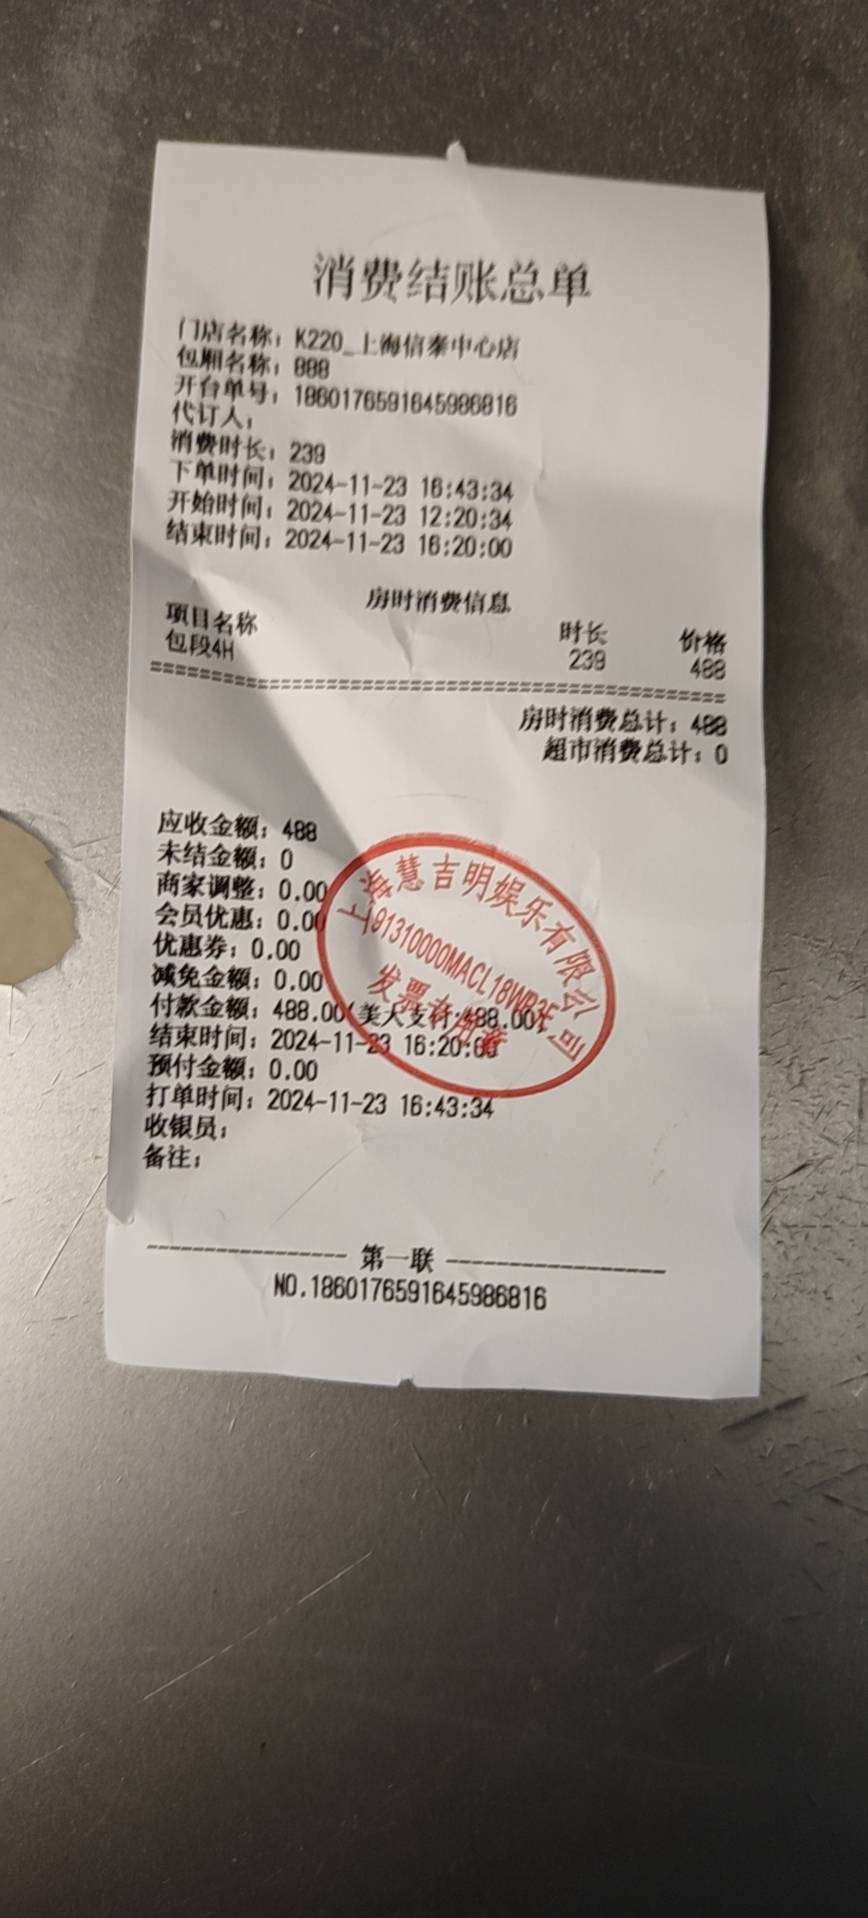 消费结账总单
门店名称：K220_上海信泰中心店
包厢名称：888
开台单号：1860176591645986816
代订人：
消费时长：239
下单时间：2024-11-23 16:43:34
开始时间：2024-11-23 12:20:34
结束时间：2024-11-23 16:20:00
房时消费信息
项目名称 时长 价格
包段4H 239 488
房时消费总计：488
超市消费总计：0
应收金额：488
未结金额：0
商家调整：0.00
会员优惠：0.00
优惠券：0.00
减免金额：0.00
付款金额：488.00(美大支付:488.00)
结束时间：2024-11-23 16:20:00
预付金额：0.00
打单时间：2024-11-23 16:43:34
收银员：
备注：
上海慧吉明娱乐有限公司
发票专用章
第一联
NO.1860176591645986816